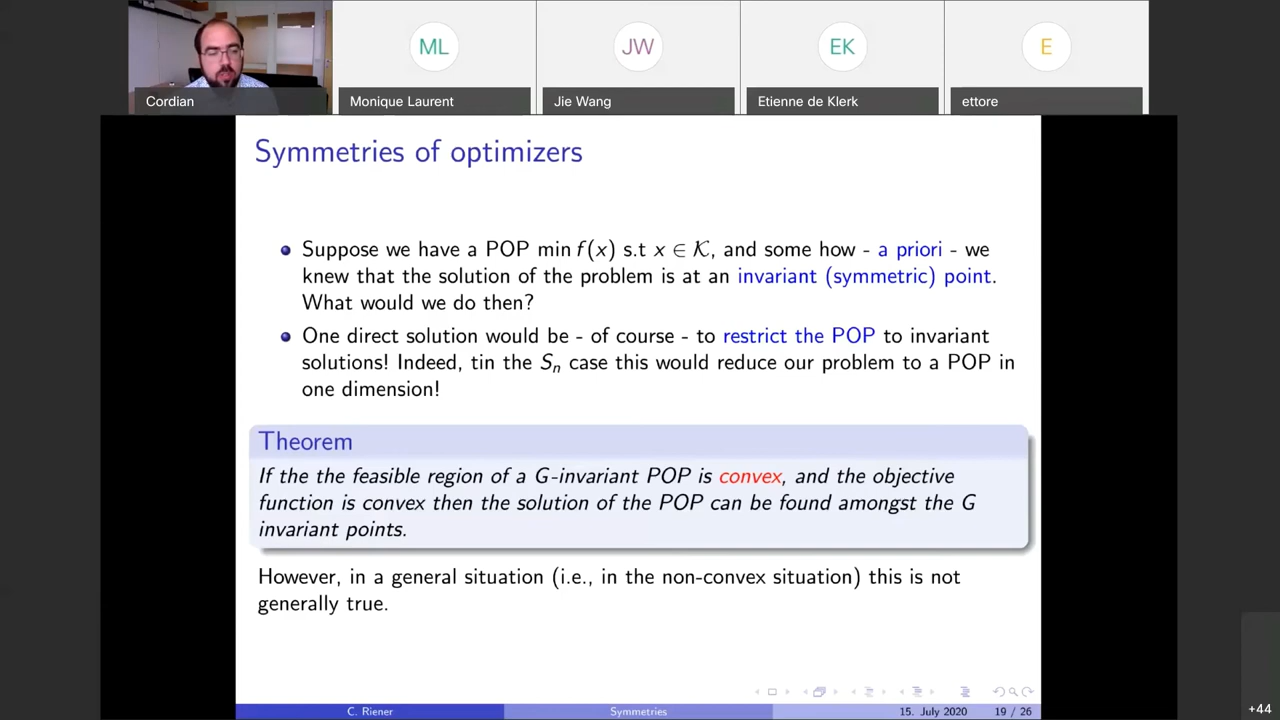 ML
JW
EK
E
Cordian
Monique Laurent
Jie Wang
Etienne de Klerk
ettore
Symmetries of optimizers
Suppose we have a POP min f(x) s.t x ∈ 𝒦, and some how - a priori - we
knew that the solution of the problem is at an invariant (symmetric) point.
What would we do then?
One direct solution would be - of course - to restrict the POP to invariant
solutions! Indeed, tin the Sₙ case this would reduce our problem to a POP in
one dimension!
Theorem
If the the feasible region of a G-invariant POP is convex, and the objective
function is convex then the solution of the POP can be found amongst the G
invariant points.
However, in a general situation (i.e., in the non-convex situation) this is not
generally true.
C. Riener
Symmetries
15. July 2020
19 / 26
+44